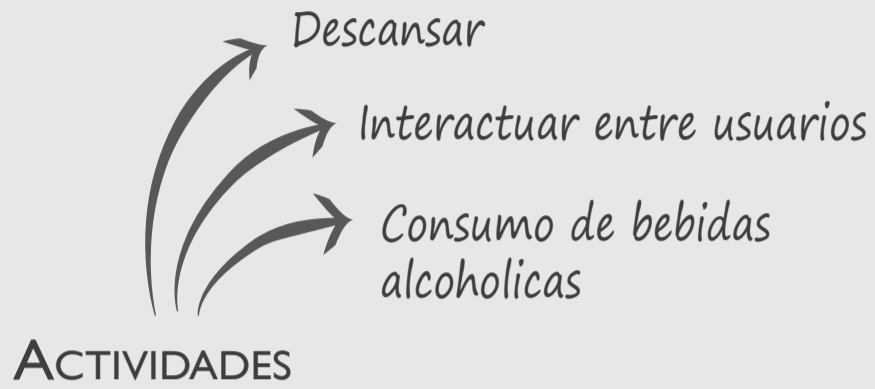 Descansar
Interactuar entre usuarios
Consumo de bebidas
alcoholicas
ACTIVIDADES